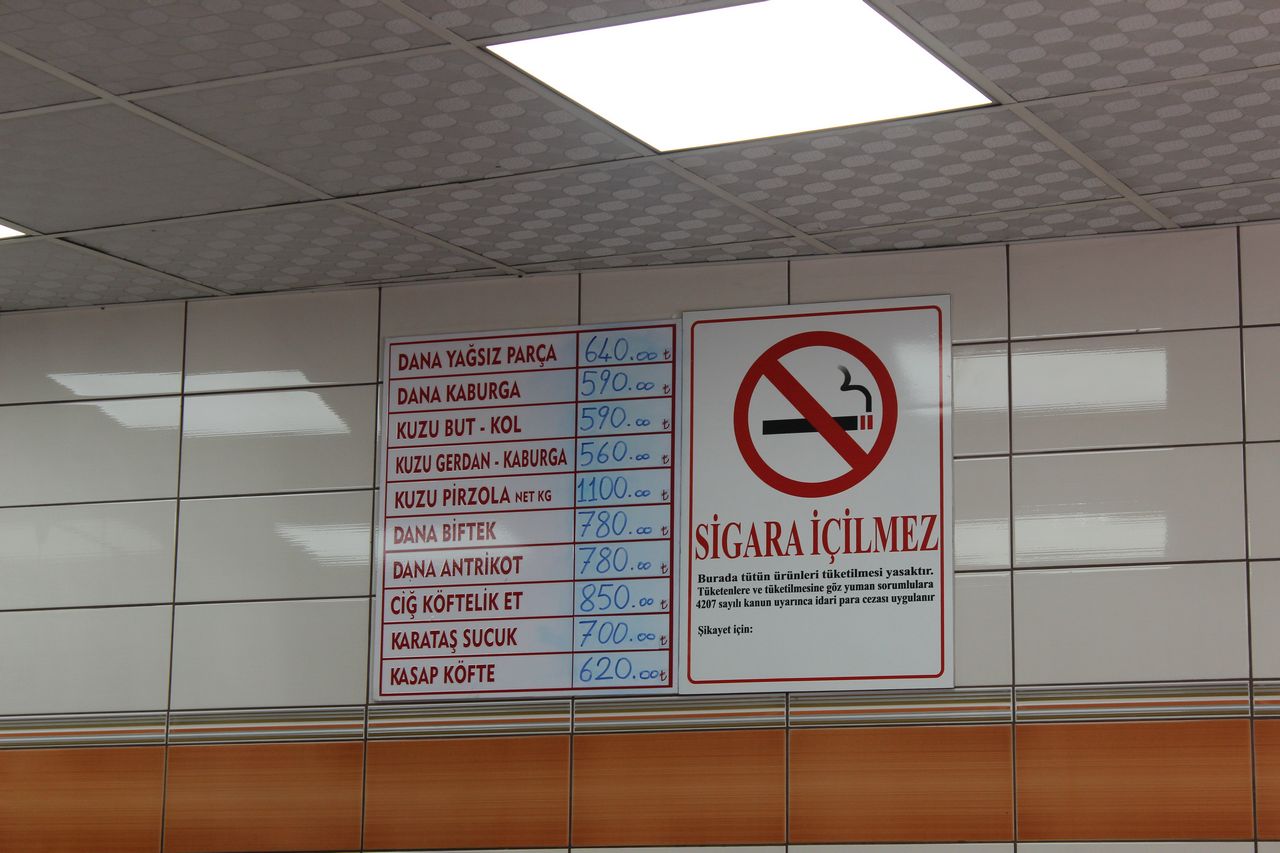 DANA YAĞSIZ PARÇA 640.00 ₺
DANA KABURGA 590.00 ₺
KUZU BUT - KOL 590.00 ₺
KUZU GERDAN - KABURGA 560.00 ₺
KUZU PİRZOLA NET KG 1100.00 ₺
DANA BİFTEK 780.00 ₺
DANA ANTRİKOT 780.00 ₺
ÇİĞ KÖFTELİK ET 850.00 ₺
KARATAŞ SUCUK 700.00 ₺
KASAP KÖFTE 620.00 ₺
SİGARA İÇİLMEZ
Burada tütün ürünleri tüketilmesi yasaktır.
Tüketenlere ve tüketilmesine göz yuman sorumlulara
4207 sayılı kanun uyarınca idari para cezası uygulanır
Şikayet için: